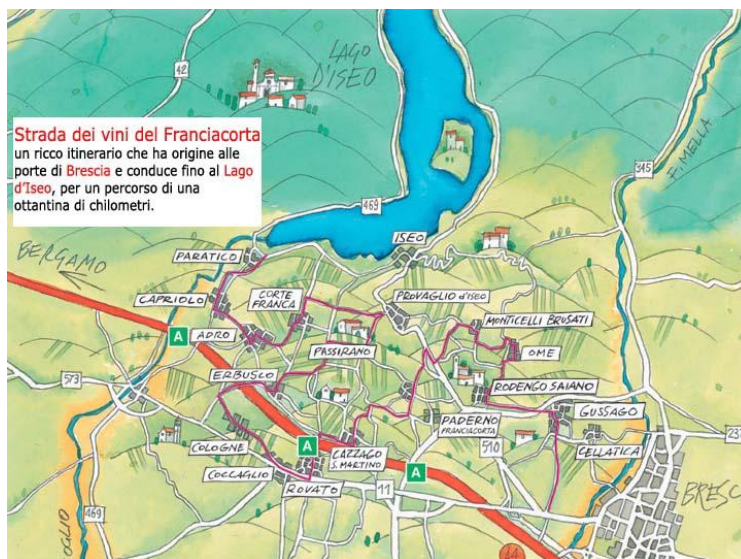 LAGO
D'ISEO
42
Strada dei vini del Franciacorta
un ricco itinerario che ha origine alle
porte di Brescia e conduce fino al Lago
d'Iseo, per un percorso di una
ottantina di chilometri.
345
F. MELLA
469
ISEO
BERGAMO
PARATICO
CAPRIOLO
CORTE
FRANCA
PROVAGLIO d'ISEO
MONTICELLI BRUSATI
A
ADRO
PASSIRANO
OME
573
ERBUSCO
RODENGO SAIANO
PADERNO
FRANCIACORTA
GUSSAGO
COLOGNE
A
CAZZAGO
S. MARTINO
510
CELLATICA
237
COCCAGLIO
A
ROVATO
11
BRESC
469
OGLIO